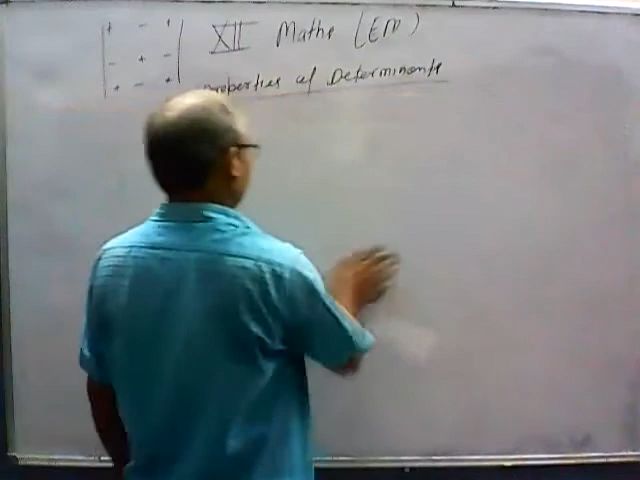 + - +
- + -
+ - +
XII Maths (EM)
Properties of Determinants